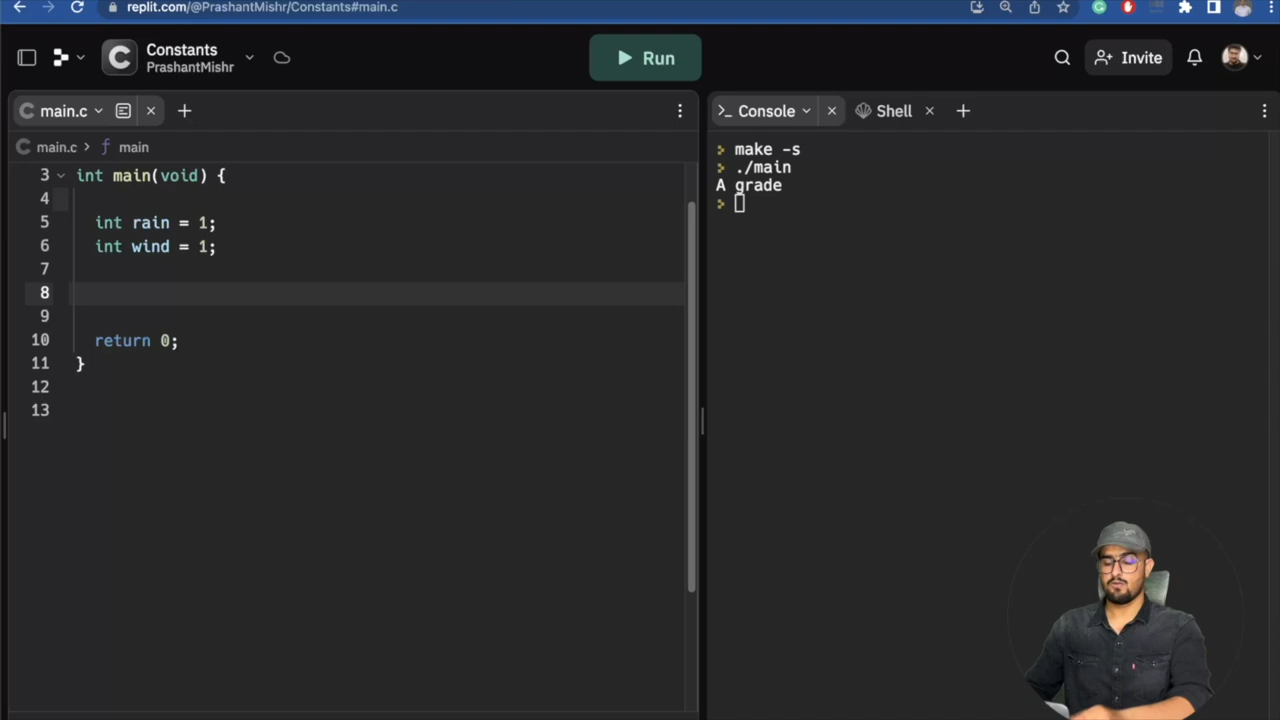 replit.com/@PrashantMishr/Constants#main.c
Constants
PrashantMishr
Run
Invite
main.c
Console
Shell
main.c > main
make -s
./main
A grade
3 int main(void) {
4
5 int rain = 1;
6 int wind = 1;
7
8
9
10 return 0;
11 }
12
13